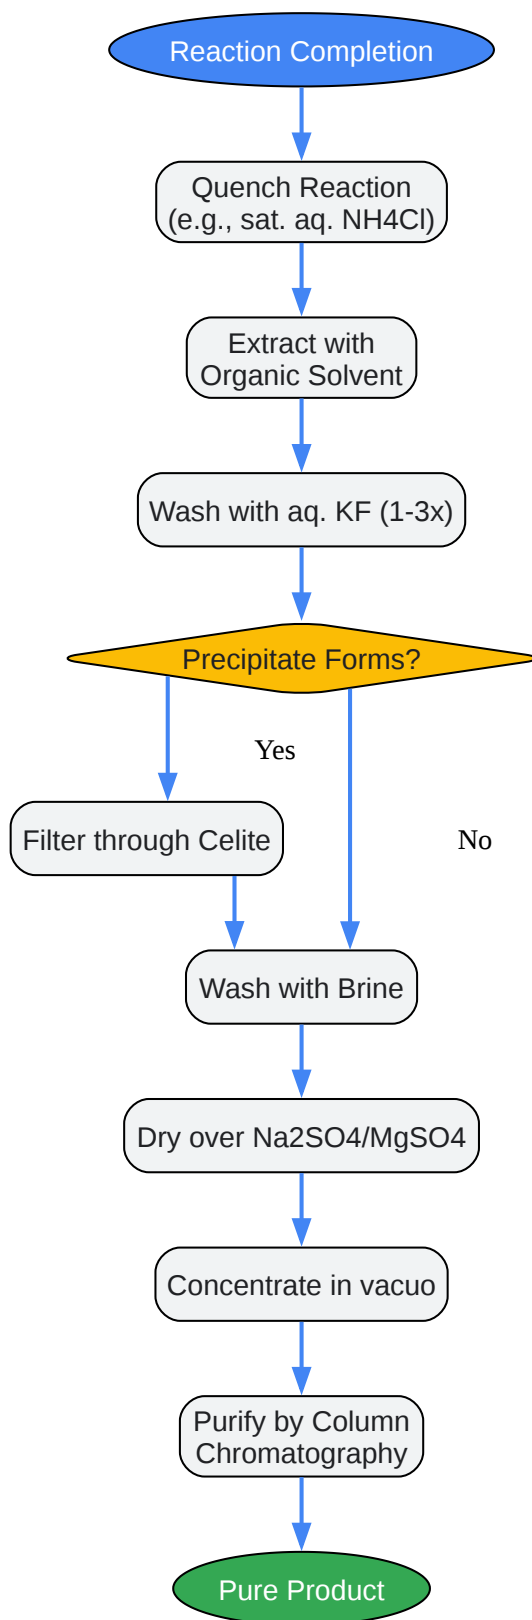 Reaction Completion
Quench Reaction
(e.g., sat. aq. NH4Cl)
Extract with
Organic Solvent
Wash with aq. KF (1-3x)
Precipitate Forms?
Yes
Filter through Celite
No
Wash with Brine
Dry over Na2SO4/MgSO4
Concentrate in vacuo
Purify by Column
Chromatography
Pure Product